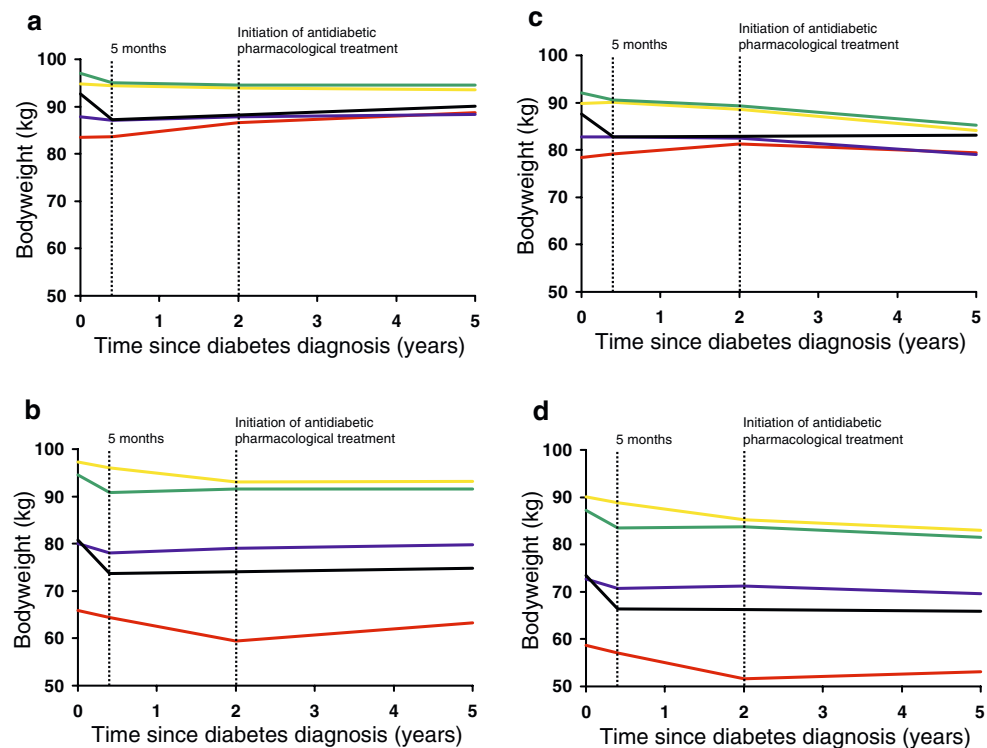 a
5 months
Initiation of antidiabetic
pharmacological treatment
100
90
80
70
60
50
Bodyweight (kg)
0 1 2 3 4 5
Time since diabetes diagnosis (years)
c
5 months
Initiation of antidiabetic
pharmacological treatment
100
90
80
70
60
50
Bodyweight (kg)
0 1 2 3 4 5
Time since diabetes diagnosis (years)
b
5 months
Initiation of antidiabetic
pharmacological treatment
100
90
80
70
60
50
Bodyweight (kg)
0 1 2 3 4 5
Time since diabetes diagnosis (years)
d
5 months
Initiation of antidiabetic
pharmacological treatment
100
90
80
70
60
50
Bodyweight (kg)
0 1 2 3 4 5
Time since diabetes diagnosis (years)